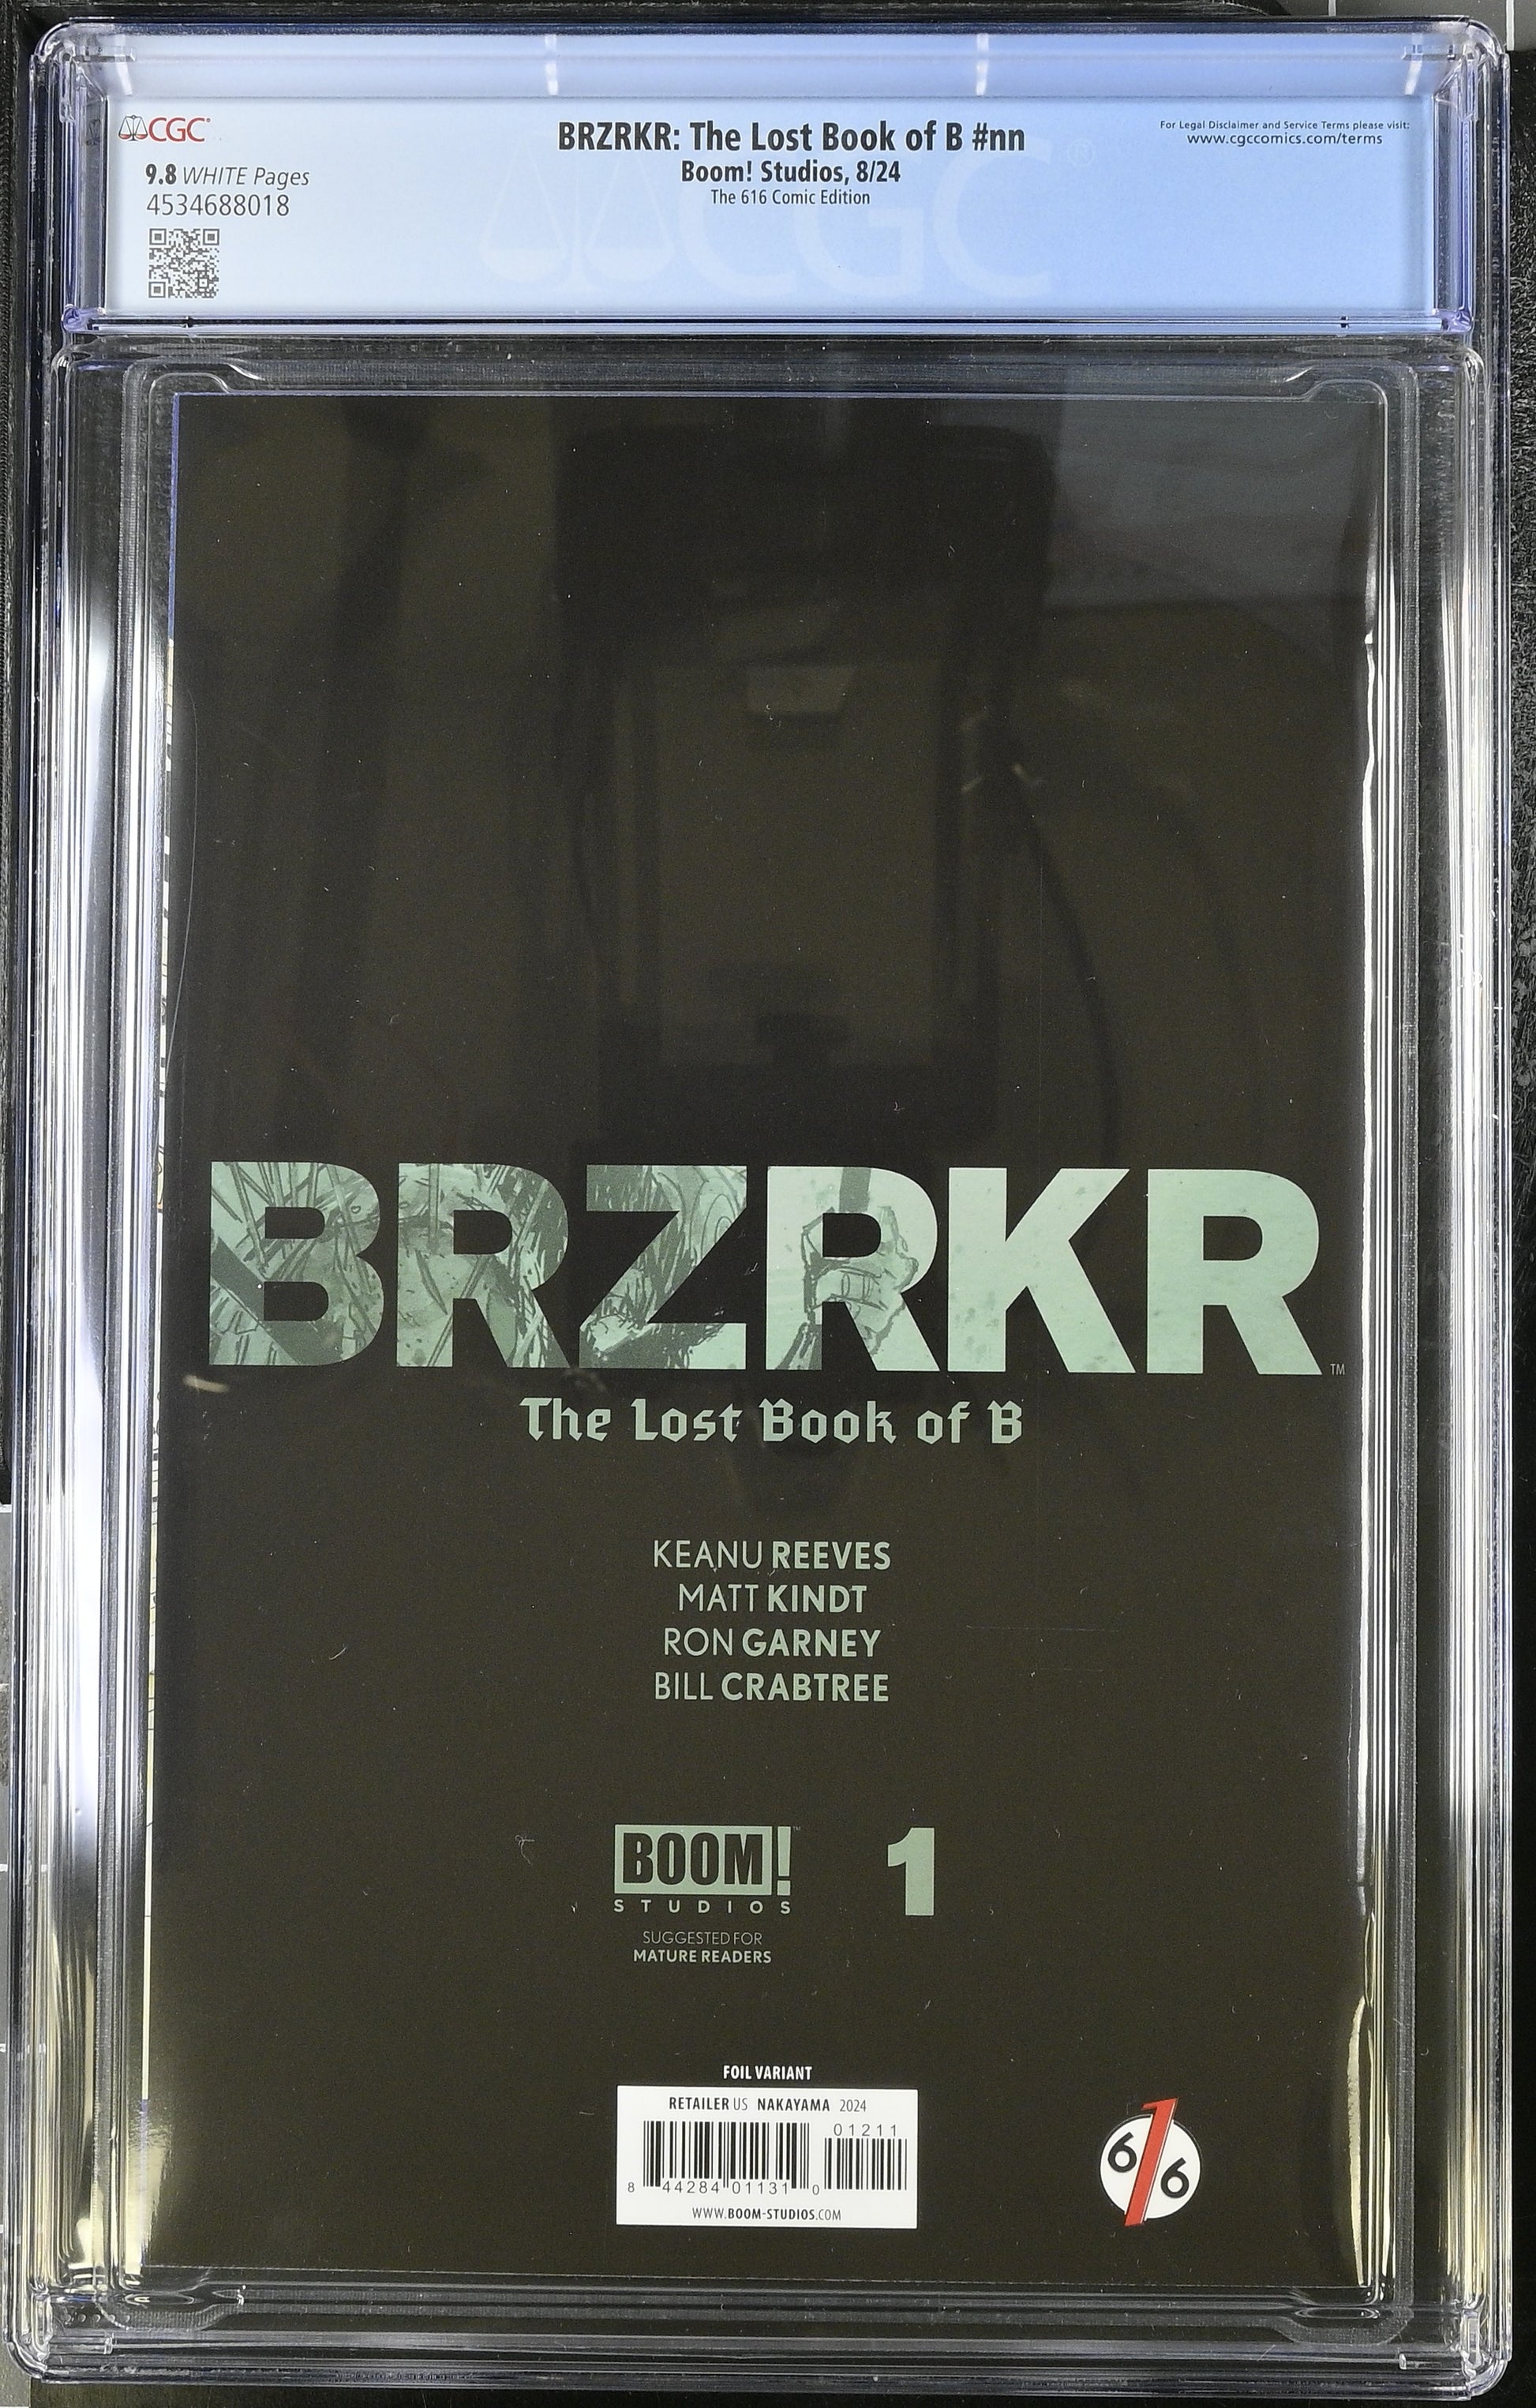 CGC
BRZRKR: The Lost Book of B #nn
For Legal Disclaimer and Service Terms please visit:
www.cgccomics.com/terms
9.8 WHITE Pages
Boom! Studios, 8/24
4534688018
The 616 Comic Edition
CGC
BRZRKR™
The Lost Book of B
KEANU REEVES
MATT KINDT
RON GARNEY
BILL CRABTREE
BOOM!™
STUDIOS
1
SUGGESTED FOR
MATURE READERS
FOIL VARIANT
RETAILER US NAKAYAMA 2024
01211
8 44284 01131 0
WWW.BOOM-STUDIOS.COM
616